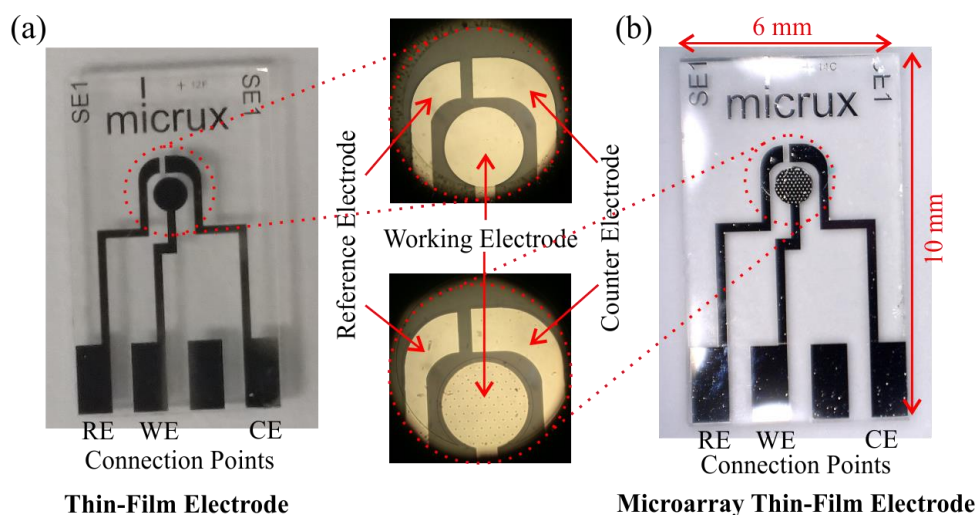 (a)
SE1
SE1
micrux
Reference Electrode
Working Electrode
Counter Electrode
RE WE CE
Connection Points
Thin-Film Electrode
(b)
6 mm
10 mm
SE1
micrux
RE WE CE
Connection Points
Microarray Thin-Film Electrode